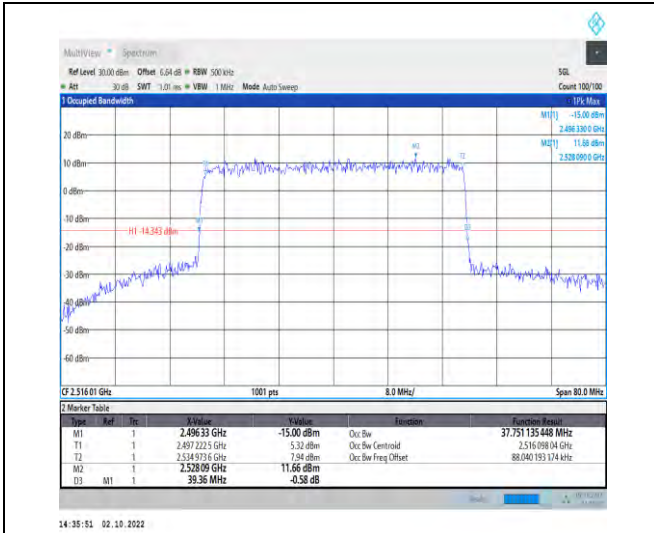 MultiView Spectrum
Ref Level 30.00 dBm Offset 6.64 dB RBW 500 kHz SGL
Att 30 dB SWT 1.01 ms VBW 1 MHz Mode Auto Sweep Count 100/100
1 Occupied Bandwidth 1Pk Max
M1[1] -15.00 dBm
2.496 330 0 GHz
M2[1] 11.66 dBm
2.528 090 0 GHz
20 dBm
M2
T2
10 dBm
0 dBm
-10 dBm
H1 -14.343 dBm
-20 dBm
-30 dBm
-40 dBm
-50 dBm
-60 dBm
CF 2.516 01 GHz 1001 pts 8.0 MHz/ Span 80.0 MHz
2 Marker Table
Type Ref Trc X-Value Y-Value Function Function Result
M1 1 2.496 33 GHz -15.00 dBm Occ Bw 37.751 135 448 MHz
T1 1 2.497 222 5 GHz 5.32 dBm Occ Bw Centroid 2.516 098 04 GHz
T2 1 2.534 973 6 GHz 7.94 dBm Occ Bw Freq Offset 88.040 193 174 kHz
M2 1 2.528 09 GHz 11.66 dBm
D3 M1 1 39.36 MHz -0.58 dB
14:35:51 02.10.2022